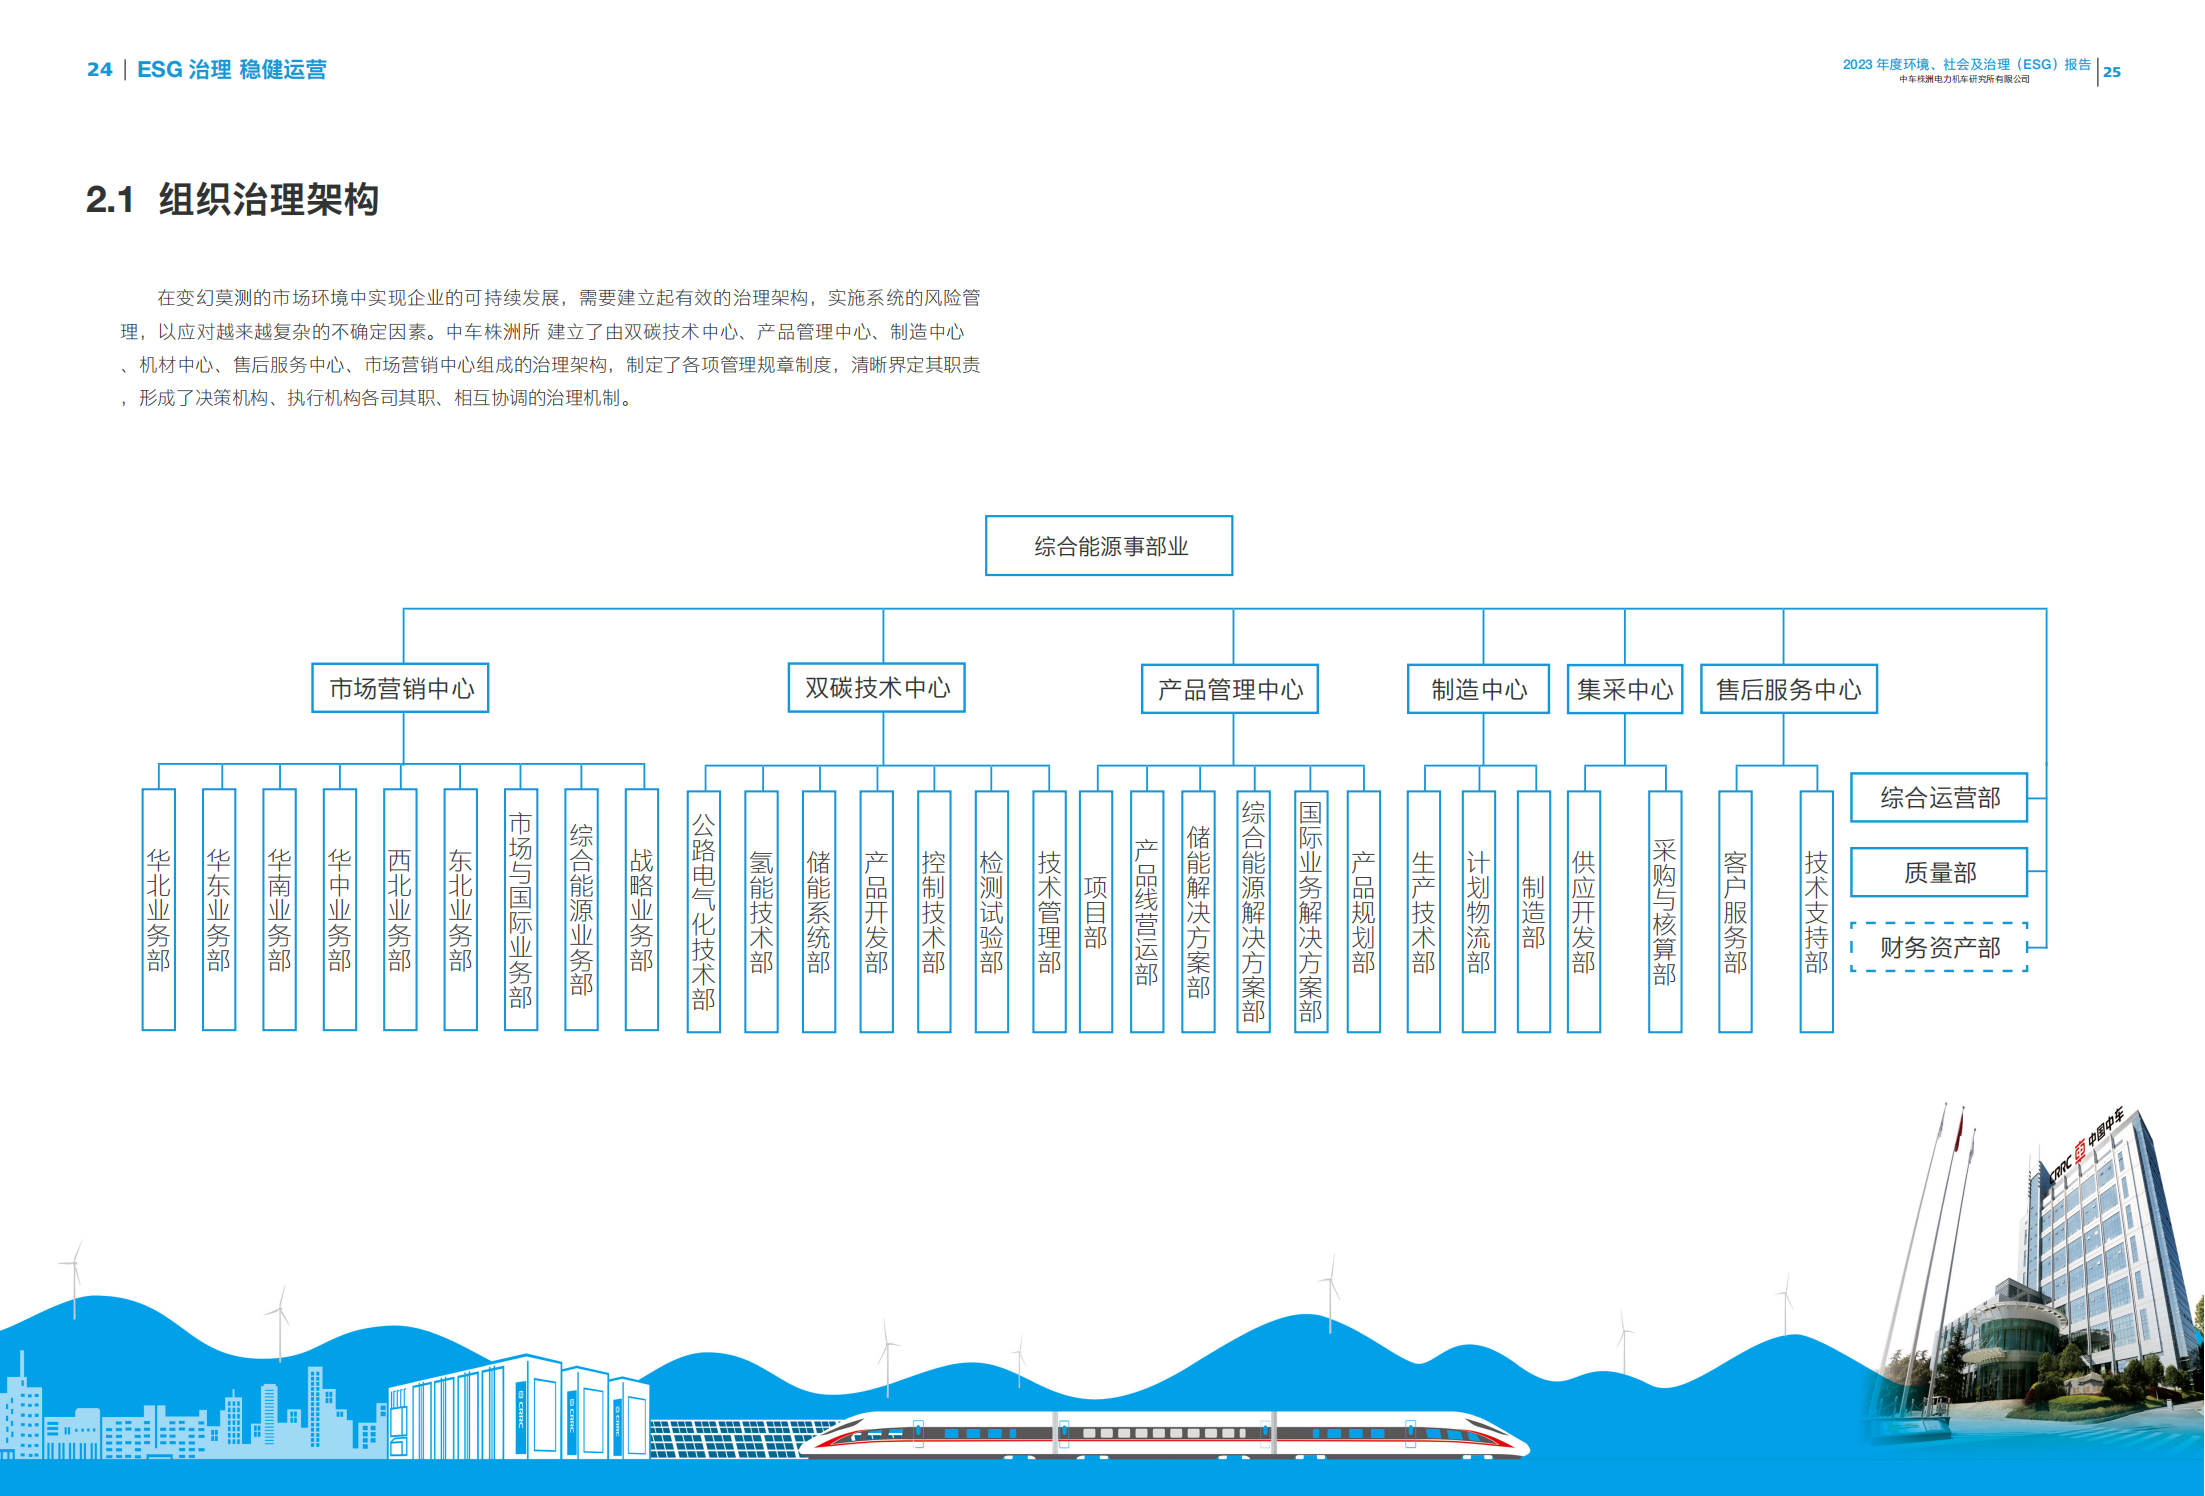 24 ESG 治理 稳健运营
2023 年度环境、社会及治理（ESG）报告 25
中车株洲电力机车研究所有限公司
2.1 组织治理架构
在变幻莫测的市场环境中实现企业的可持续发展，需要建立起有效的治理架构，实施系统的风险管
理，以应对越来越复杂的不确定因素。中车株洲所 建立了由双碳技术中心、产品管理中心、制造中心
、机材中心、售后服务中心、市场营销中心组成的治理架构，制定了各项管理规章制度，清晰界定其职责
，形成了决策机构、执行机构各司其职、相互协调的治理机制。
综合能源事部业
市场营销中心
双碳技术中心
产品管理中心
制造中心
集采中心
售后服务中心
华北业务部
华东业务部
华南业务部
华中业务部
西北业务部
东北业务部
市场与国际业务部
综合能源业务部
战略业务部
公路电气化技术部
氢能技术部
储能系统部
产品开发部
控制技术部
检测试验部
技术管理部
项目部
产品线营运部
储能解决方案部
综合能源解决方案部
国际业务解决方案部
产品规划部
生产技术部
计划物流部
制造部
供应开发部
采购与核算部
客户服务部
技术支持部
综合运营部
质量部
财务资产部
CRRC 中国中车
CRRC
CRRC
CRRC